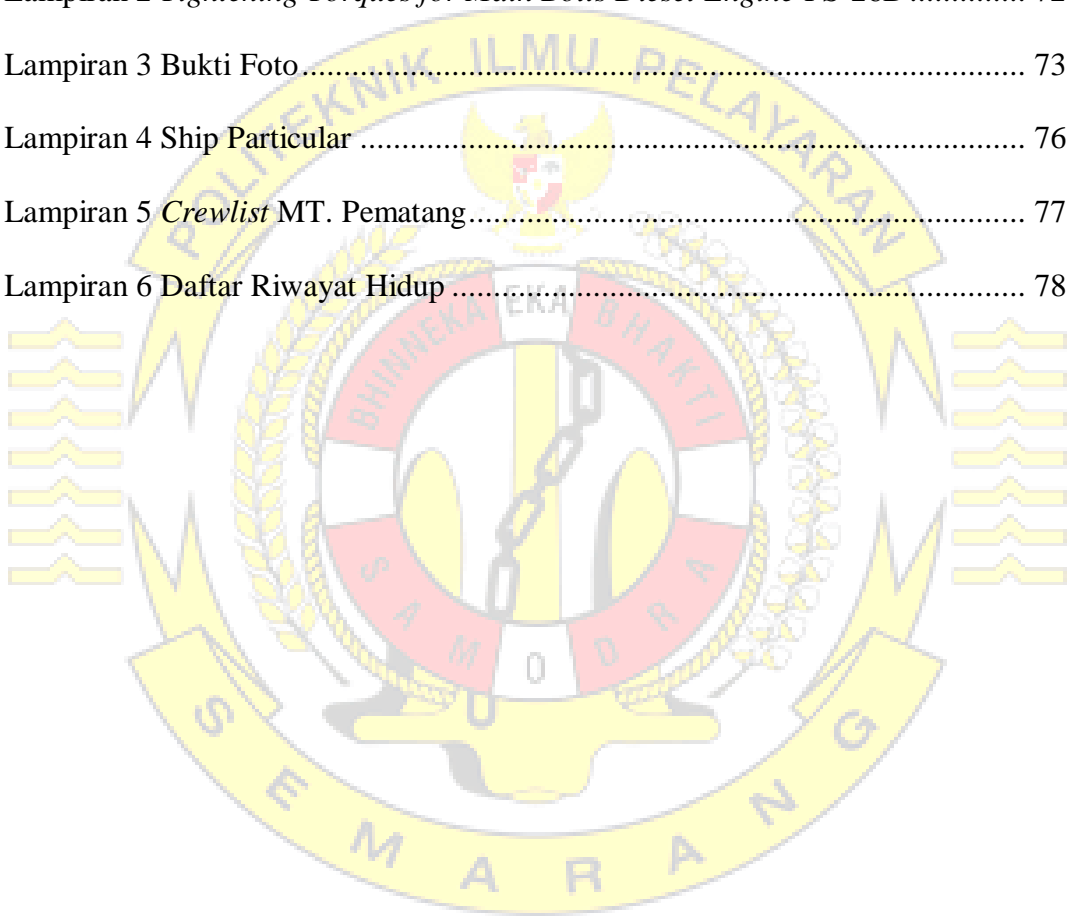 Lampiran 3 Bukti Foto........................................................................................ 73
Lampiran 4 Ship Particular ................................................................................. 76
Lampiran 5 Crewlist MT. Pematang.................................................................... 77
Lampiran 6 Daftar Riwayat Hidup ...................................................................... 78
POLITEKNIK ILMU PELAYARAN
BHINNEKA EKA BHAKTI
SAMODRA
SEMARANG